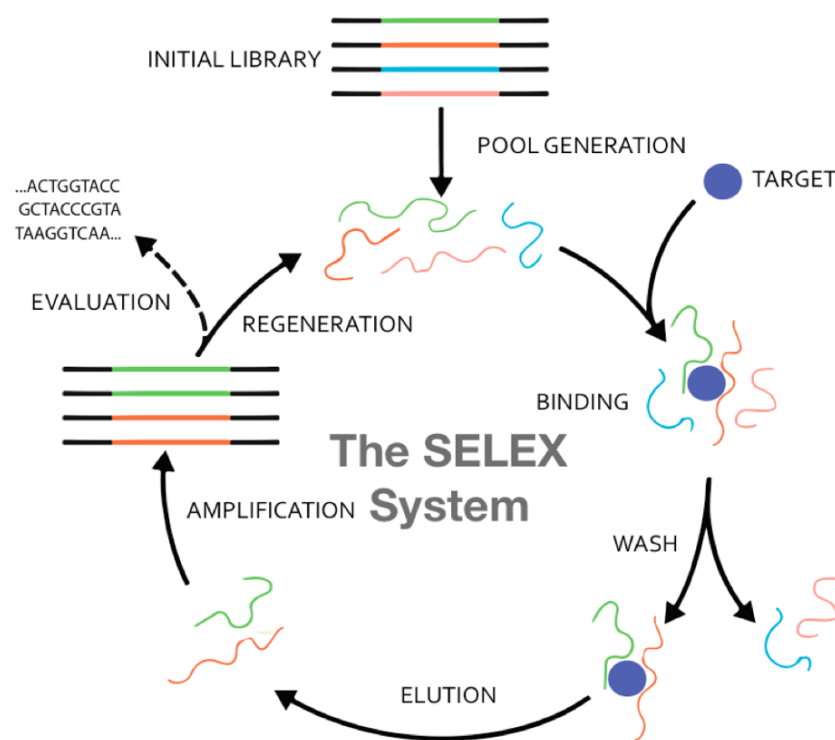 INITIAL LIBRARY
POOL GENERATION
TARGET
...ACTGGTACC
GCTACCCGTA
TAAGGTCAA...
EVALUATION
REGENERATION
BINDING
The SELEX
System
AMPLIFICATION
WASH
ELUTION